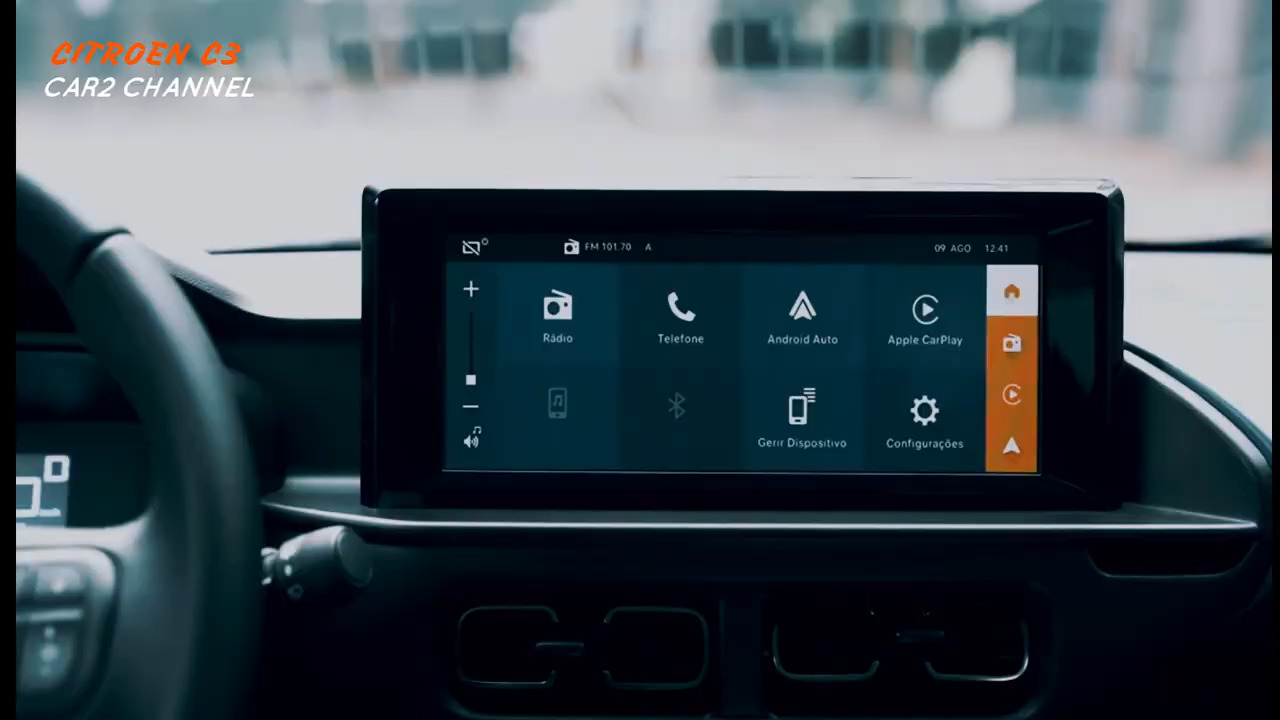 CITROEN C3
CAR2 CHANNEL
FM 101.70 A 09 AGO 12.41
Rádio Telefone Android Auto Apple CarPlay
Gerir Dispositivo Configurações